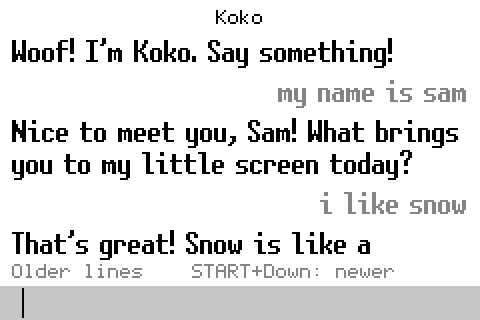 Koko
Woof! I'm Koko. Say something!
my name is sam
Nice to meet you, Sam! What brings
you to my little screen today?
i like snow
That's great! Snow is like a
Older lines    START+Down: newer